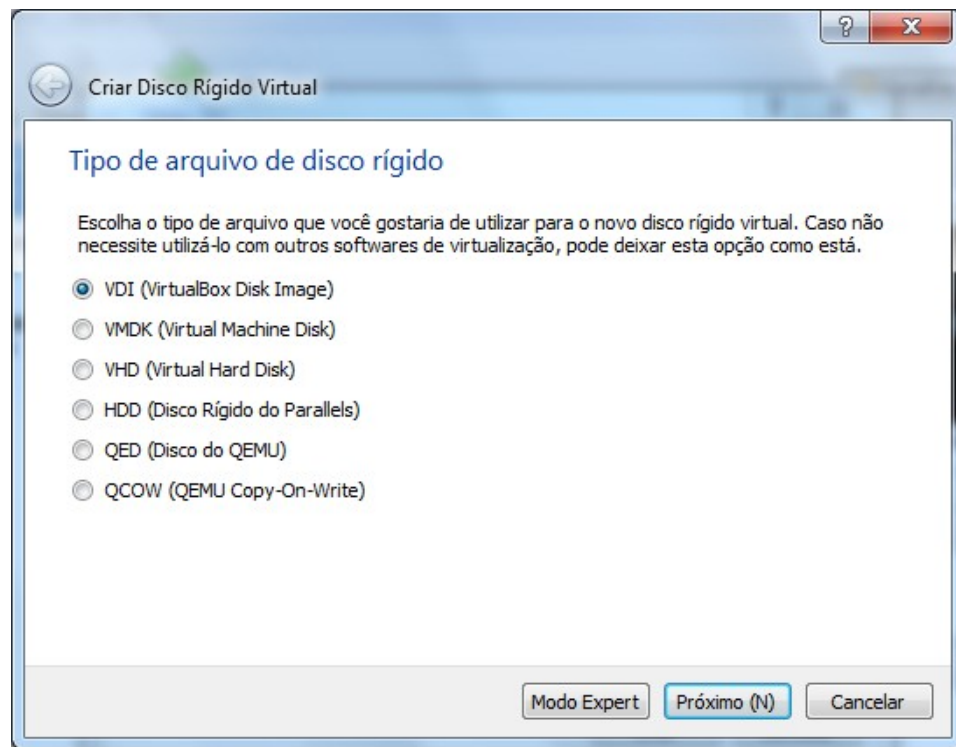 Criar Disco Rígido Virtual
Tipo de arquivo de disco rígido
Escolha o tipo de arquivo que você gostaria de utilizar para o novo disco rígido virtual. Caso não
necessite utilizá-lo com outros softwares de virtualização, pode deixar esta opção como está.
VDI (VirtualBox Disk Image)
VMDK (Virtual Machine Disk)
VHD (Virtual Hard Disk)
HDD (Disco Rígido do Parallels)
QED (Disco do QEMU)
QCOW (QEMU Copy-On-Write)
Modo Expert Próximo (N) Cancelar